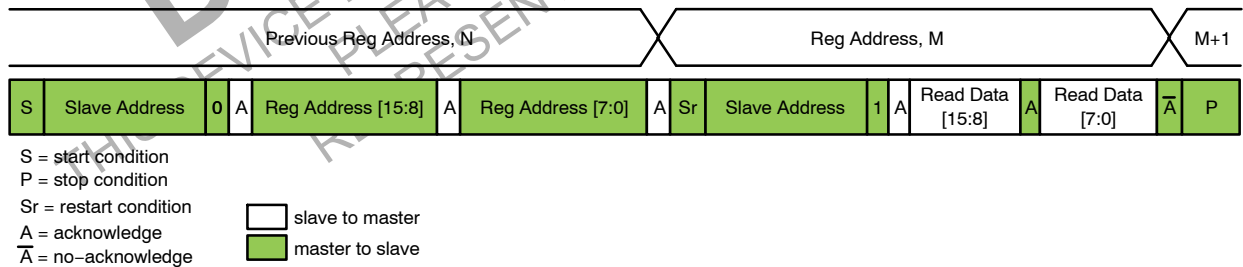 Previous Reg Address, N Reg Address, M M+1
S Slave Address 0 A Reg Address [15:8] A Reg Address [7:0] A Sr Slave Address 1 A Read Data [15:8] A Read Data [7:0] A̅ P
S = start condition
P = stop condition
Sr = restart condition
A = acknowledge
A̅ = no−acknowledge
slave to master
master to slave